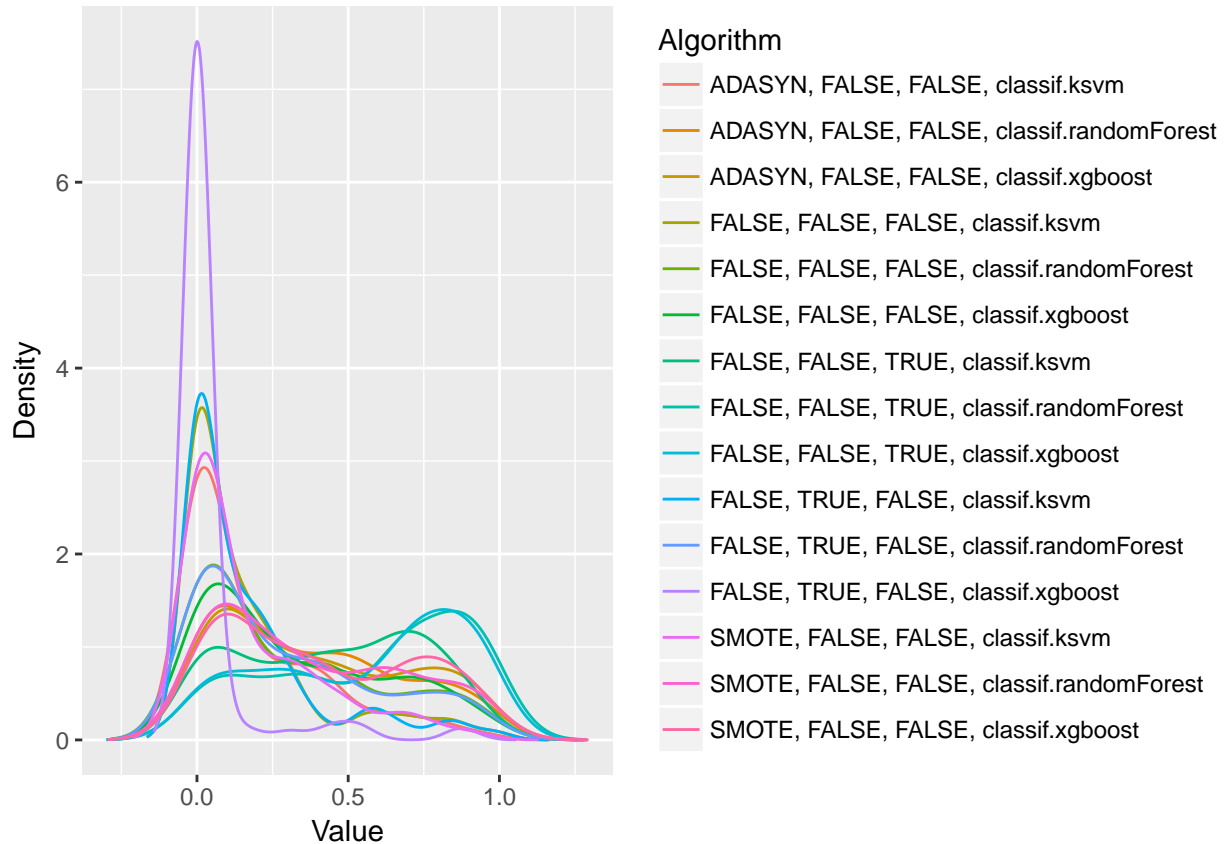 Density
6
4
2
0
0.0 0.5 1.0
Value
Algorithm
ADASYN, FALSE, FALSE, classif.ksvm
ADASYN, FALSE, FALSE, classif.randomForest
ADASYN, FALSE, FALSE, classif.xgboost
FALSE, FALSE, FALSE, classif.ksvm
FALSE, FALSE, FALSE, classif.randomForest
FALSE, FALSE, FALSE, classif.xgboost
FALSE, FALSE, TRUE, classif.ksvm
FALSE, FALSE, TRUE, classif.randomForest
FALSE, FALSE, TRUE, classif.xgboost
FALSE, TRUE, FALSE, classif.ksvm
FALSE, TRUE, FALSE, classif.randomForest
FALSE, TRUE, FALSE, classif.xgboost
SMOTE, FALSE, FALSE, classif.ksvm
SMOTE, FALSE, FALSE, classif.randomForest
SMOTE, FALSE, FALSE, classif.xgboost